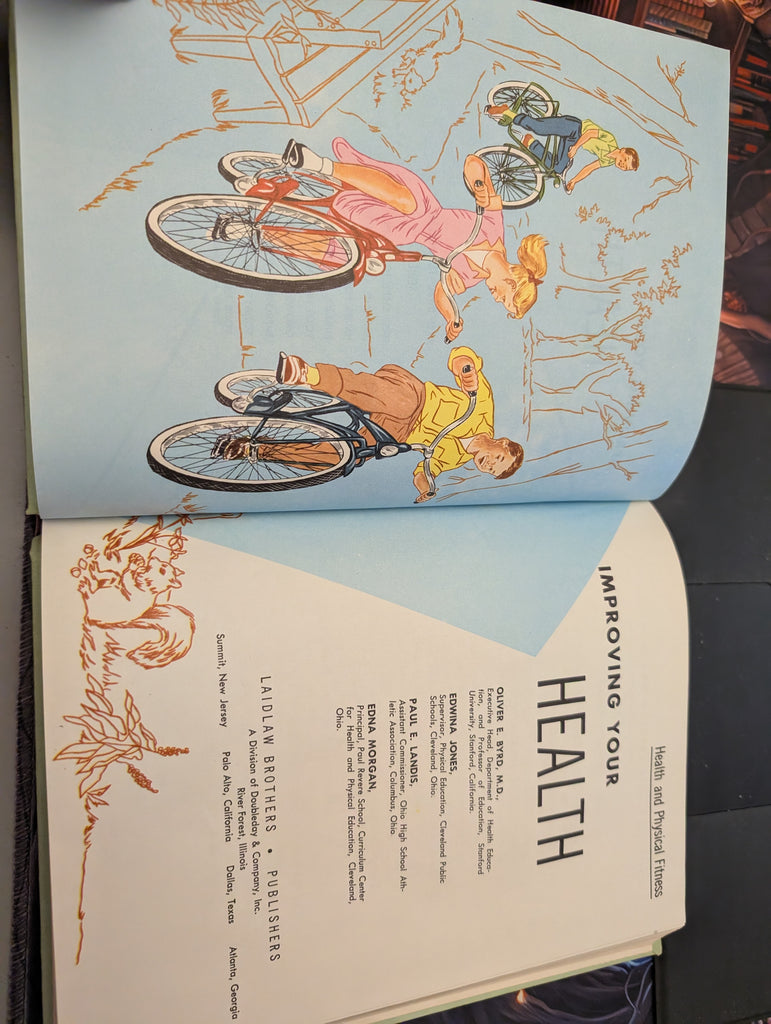 Health and Physical Fitness
IMPROVING YOUR
HEALTH
OLIVER E. BYRD, M.D.,
Executive Head, Department of Health Educa-
tion, and Professor of Education, Stanford
University, Stanford, California.
EDWINA JONES,
Supervisor, Physical Education, Cleveland Public
Schools, Cleveland, Ohio.
PAUL E. LANDIS,
Assistant Commissioner, Ohio High School Ath-
letic Association, Columbus, Ohio
EDNA MORGAN,
Principal, Paul Revere School, Curriculum Center
for Health and Physical Education, Cleveland,
Ohio.
LAIDLAW BROTHERS • PUBLISHERS
A Division of Doubleday & Company, Inc.
River Forest, Illinois
Summit, New Jersey Palo Alto, California Dallas, Texas Atlanta, Georgia